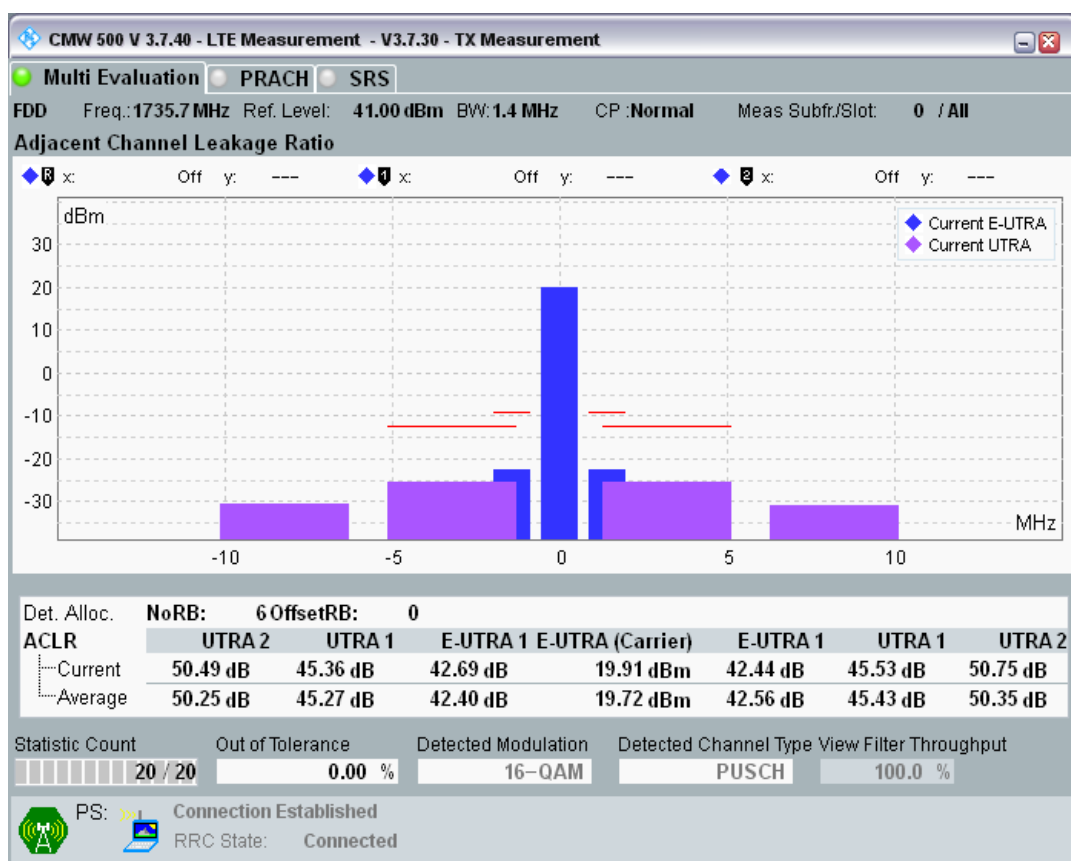 CMW 500 V 3.7.40 - LTE Measurement - V3.7.30 - TX Measurement
Multi Evaluation PRACH SRS
FDD Freq.: 1735.7 MHz Ref. Level: 41.00 dBm BW: 1.4 MHz CP : Normal Meas Subfr./Slot: 0 / All
Adjacent Channel Leakage Ratio
R x: Off y: --- 1 x: Off y: --- 2 x: Off y: ---
dBm
Current E-UTRA
Current UTRA
30
20
10
0
-10
-20
-30
MHz
-10 -5 0 5 10
Det. Alloc. NoRB: 6 OffsetRB: 0
ACLR UTRA 2 UTRA 1 E-UTRA 1 E-UTRA (Carrier) E-UTRA 1 UTRA 1 UTRA 2
Current 50.49 dB 45.36 dB 42.69 dB 19.91 dBm 42.44 dB 45.53 dB 50.75 dB
Average 50.25 dB 45.27 dB 42.40 dB 19.72 dBm 42.56 dB 45.43 dB 50.35 dB
Statistic Count Out of Tolerance Detected Modulation Detected Channel Type View Filter Throughput
20 / 20 0.00 % 16-QAM PUSCH 100.0 %
PS: Connection Established
RRC State: Connected